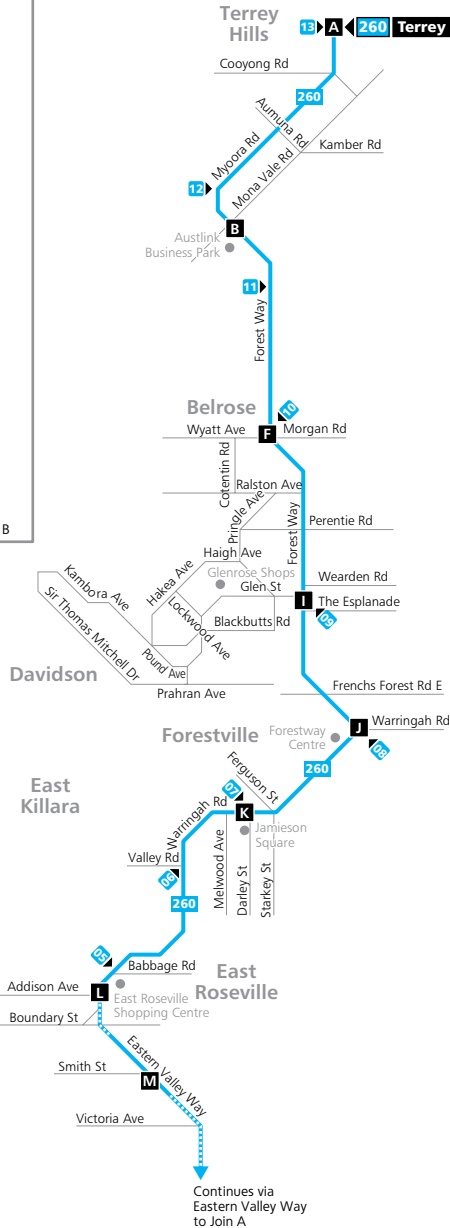 Terrey
Hills
13
A
260
Terrey
Cooyong Rd
260
Aumuna Rd
Kamber Rd
Myoora Rd
Mona Vale Rd
12
B
Austlink
Business Park
11
Forest Way
Belrose
10
Wyatt Ave
F
Morgan Rd
Cotentin Rd
Ralston Ave
Pringle Ave
Forest Way
Perentie Rd
B
Haigh Ave
Hakea Ave
Glenrose Shops
Glen St
Wearden Rd
Kambora Ave
I
The Esplanade
Sir Thomas Mitchell Dr
Lockwood Ave
Blackbutts Rd
09
Pound Ave
Davidson
Prahran Ave
Frenchs Forest Rd E
Forestville
Forestway
Centre
J
Warringah Rd
08
260
Ferguson St
East
Killara
07
Warringah Rd
K
Jamieson
Square
Valley Rd
Melwood Ave
Darley St
Starkey St
06
260
05
Babbage Rd
East
Roseville
Addison Ave
L
East Roseville
Shopping Centre
Boundary St
Eastern Valley Way
Smith St
M
Victoria Ave
Continues via
Eastern Valley Way
to Join A